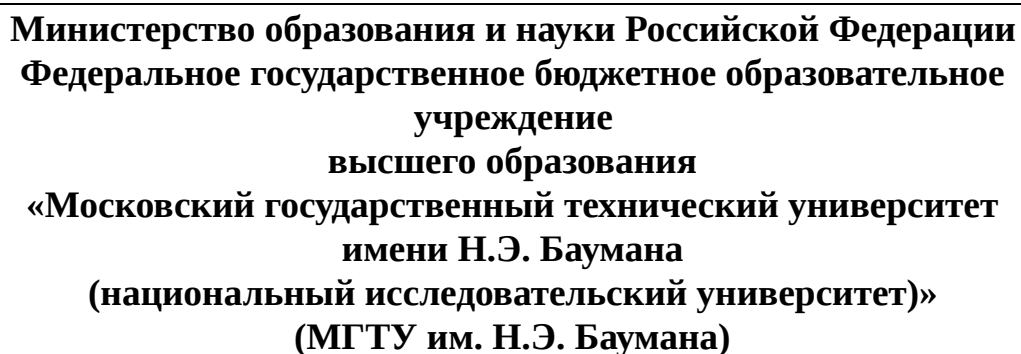 Министерство образования и науки Российской Федерации
Федеральное государственное бюджетное образовательное
учреждение
высшего образования
«Московский государственный технический университет
имени Н.Э. Баумана
(национальный исследовательский университет)»
(МГТУ им. Н.Э. Баумана)